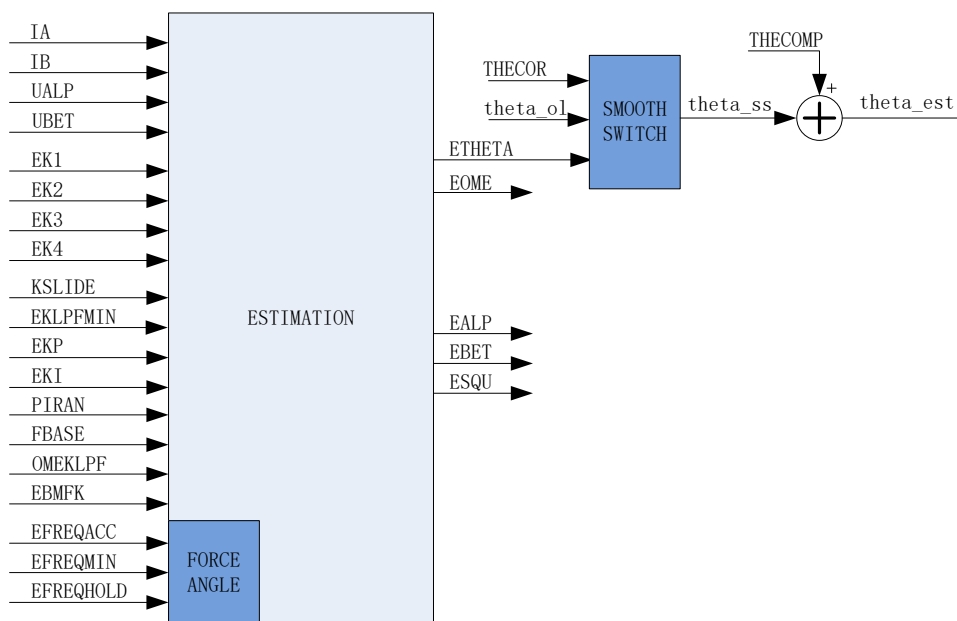 IA
IB
UALP
UBET
EK1
EK2
EK3
EK4
KSLIDE
EKLPFMIN
EKP
EKI
PIRAN
FBASE
OMEKLPF
EBMFK
EFREQACC
EFREQMIN
EFREQHOLD
FORCE
ANGLE
ESTIMATION
ETHETA
EOME
EALP
EBET
ESQU
THECOR
theta_ol
SMOOTH
SWITCH
theta_ss
THECOMP
+
theta_est